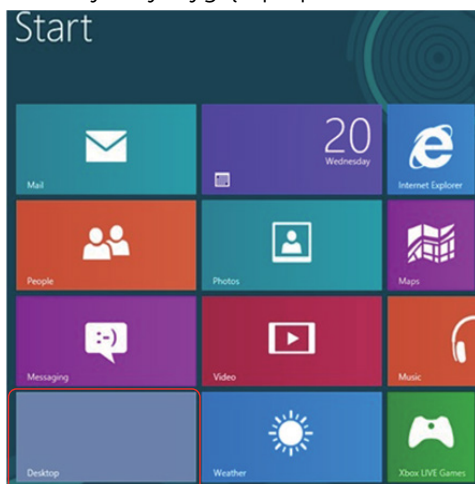 Start
20
Wednesday
Mail
Internet Explorer
People
Photos
Maps
:-)
Messaging
Video
Music
Desktop
Weather
Xbox LIVE Games